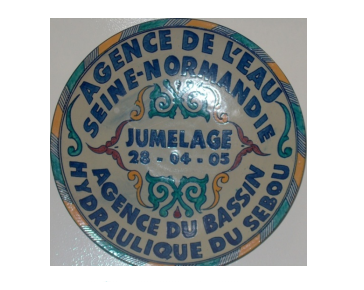 AGENCE DE L'EAU
SEINE-NORMANDIE
JUMELAGE
28 - 04 - 05
AGENCE DU BASSIN
HYDRAULIQUE DU SEBOU